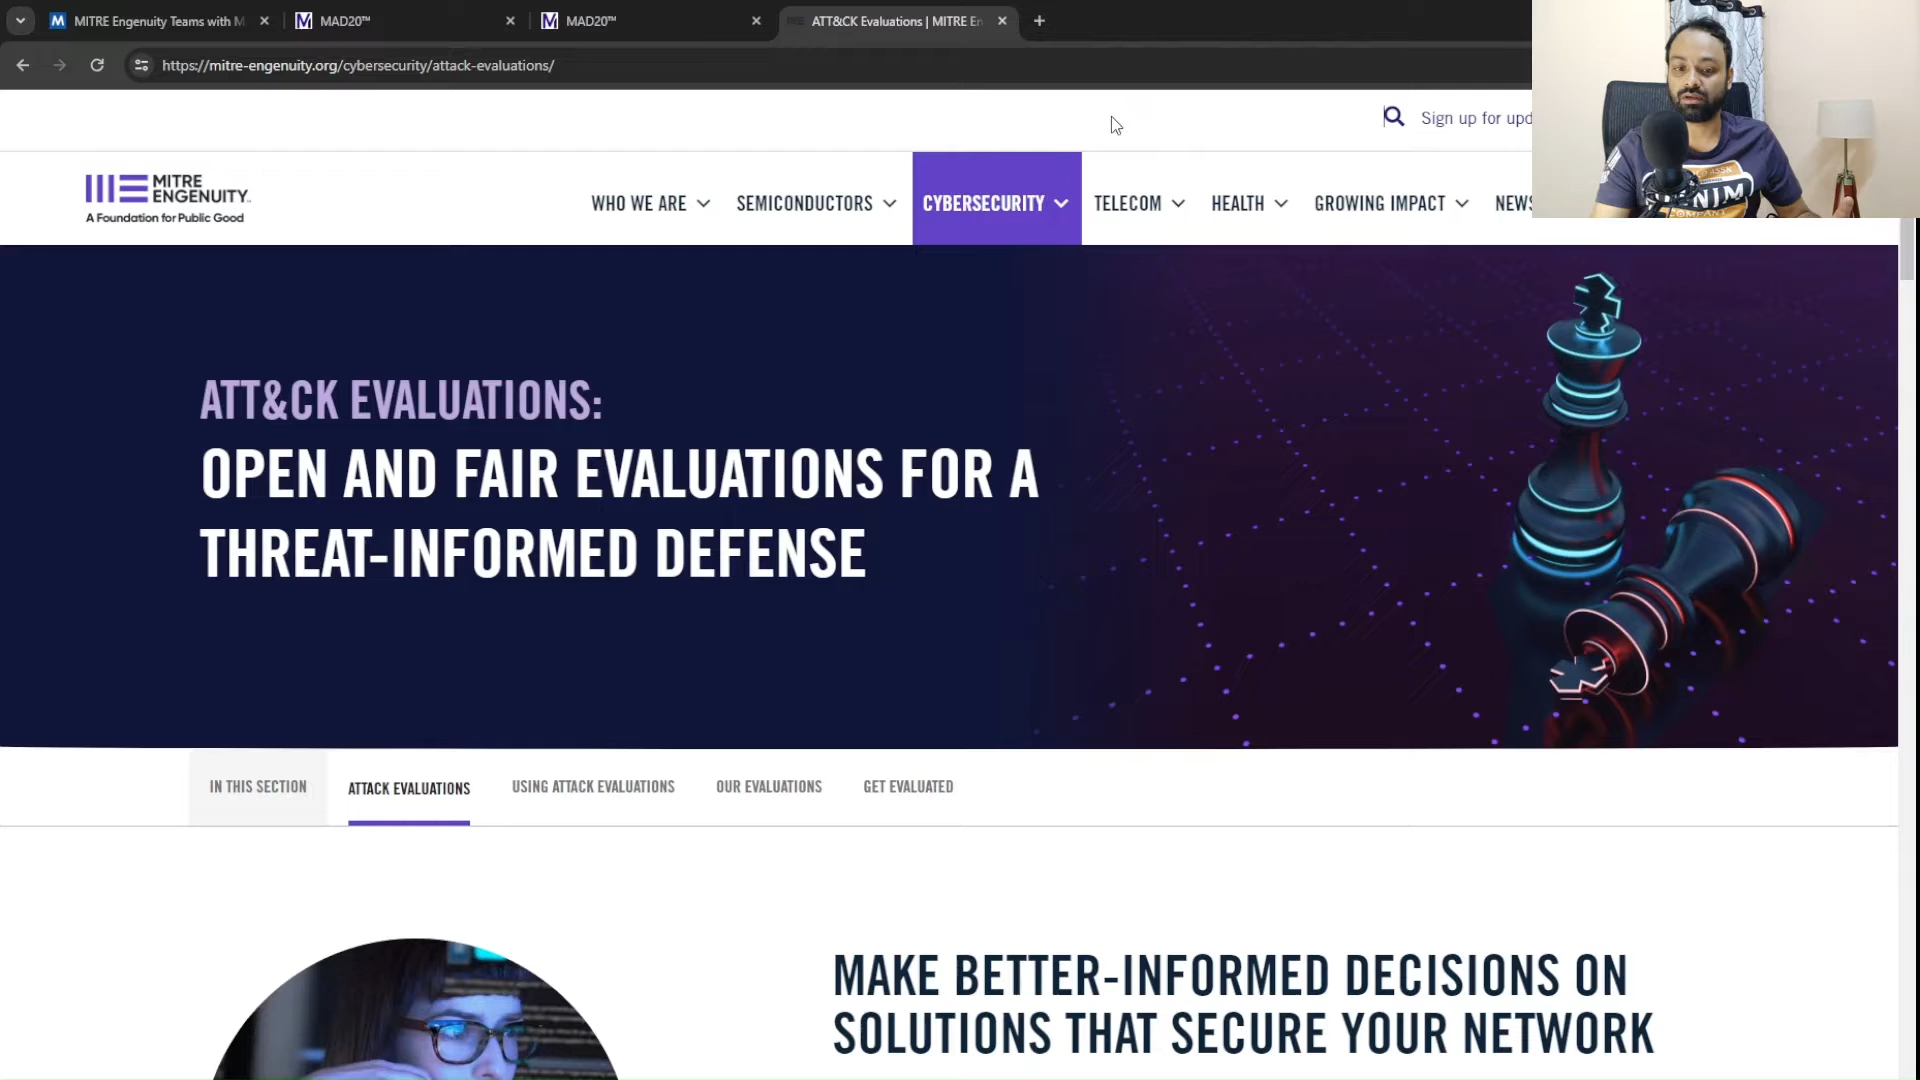 MITRE Engenuity Teams with M
MAD20™
MAD20™
ATT&CK Evaluations | MITRE En
https://mitre-engenuity.org/cybersecurity/attack-evaluations/
Sign up for upd
MITRE
ENGENUITY™
A Foundation for Public Good
WHO WE ARE
SEMICONDUCTORS
CYBERSECURITY
TELECOM
HEALTH
GROWING IMPACT
NEWS
ATT&CK EVALUATIONS:
OPEN AND FAIR EVALUATIONS FOR A
THREAT-INFORMED DEFENSE
IN THIS SECTION
ATTACK EVALUATIONS
USING ATTACK EVALUATIONS
OUR EVALUATIONS
GET EVALUATED
MAKE BETTER-INFORMED DECISIONS ON
SOLUTIONS THAT SECURE YOUR NETWORK